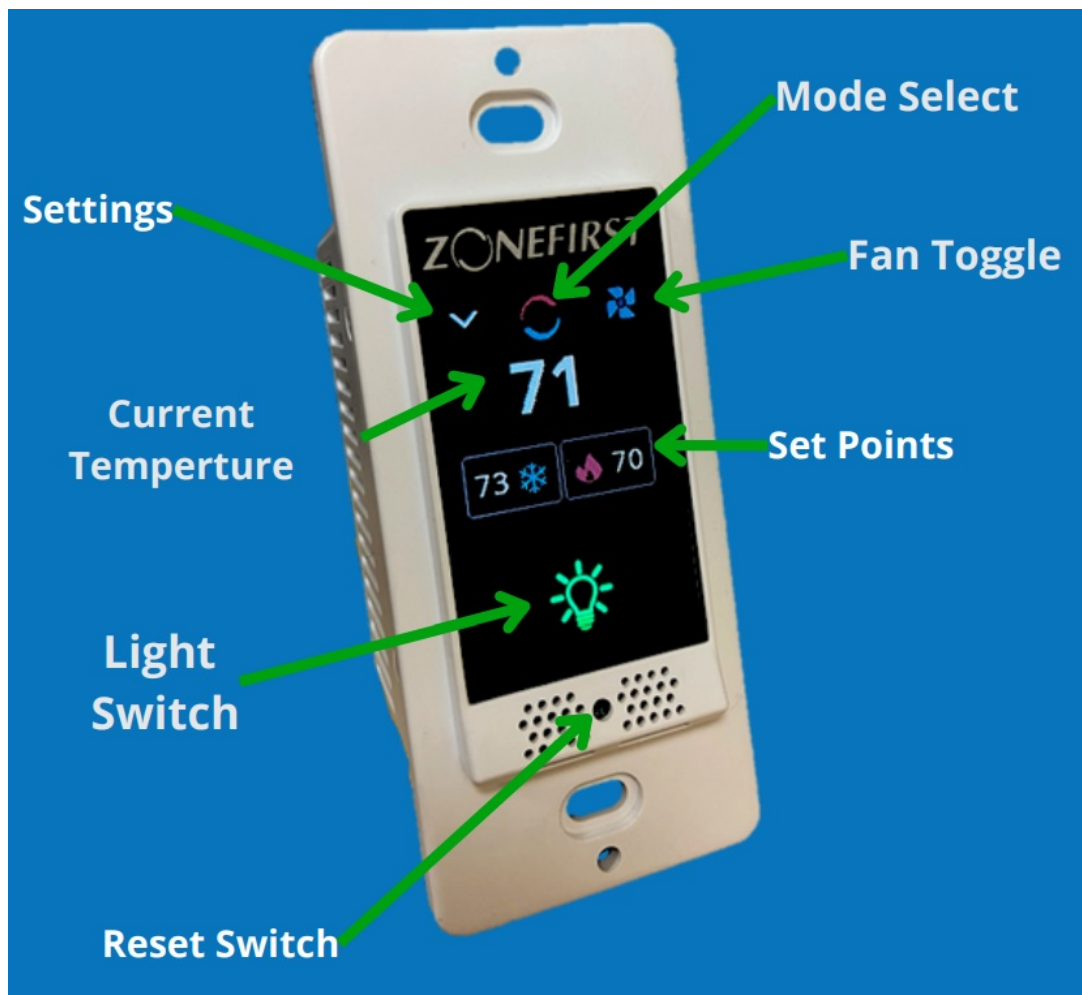 Mode Select
Settings
ZONEFIRST
Fan Toggle
71
Current
Temperture
Set Points
73
70
Light
Switch
Reset Switch